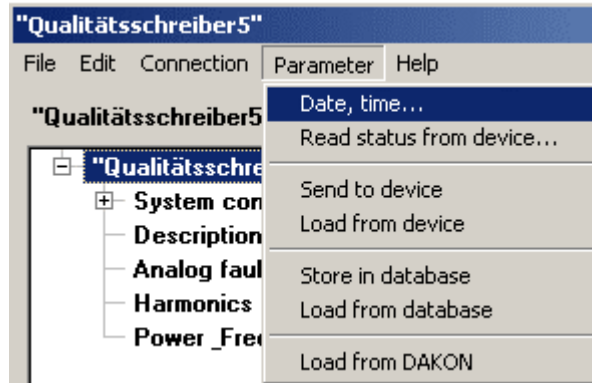 "Qualitätsschreiber5"
File Edit Connection Parameter Help
"Qualitätsschreiber5
Date, time...
Read status from device...
Send to device
Load from device
Store in database
Load from database
Load from DAKON
"Qualitätsschre
System con
Description
Analog faul
Harmonics
Power _Fre